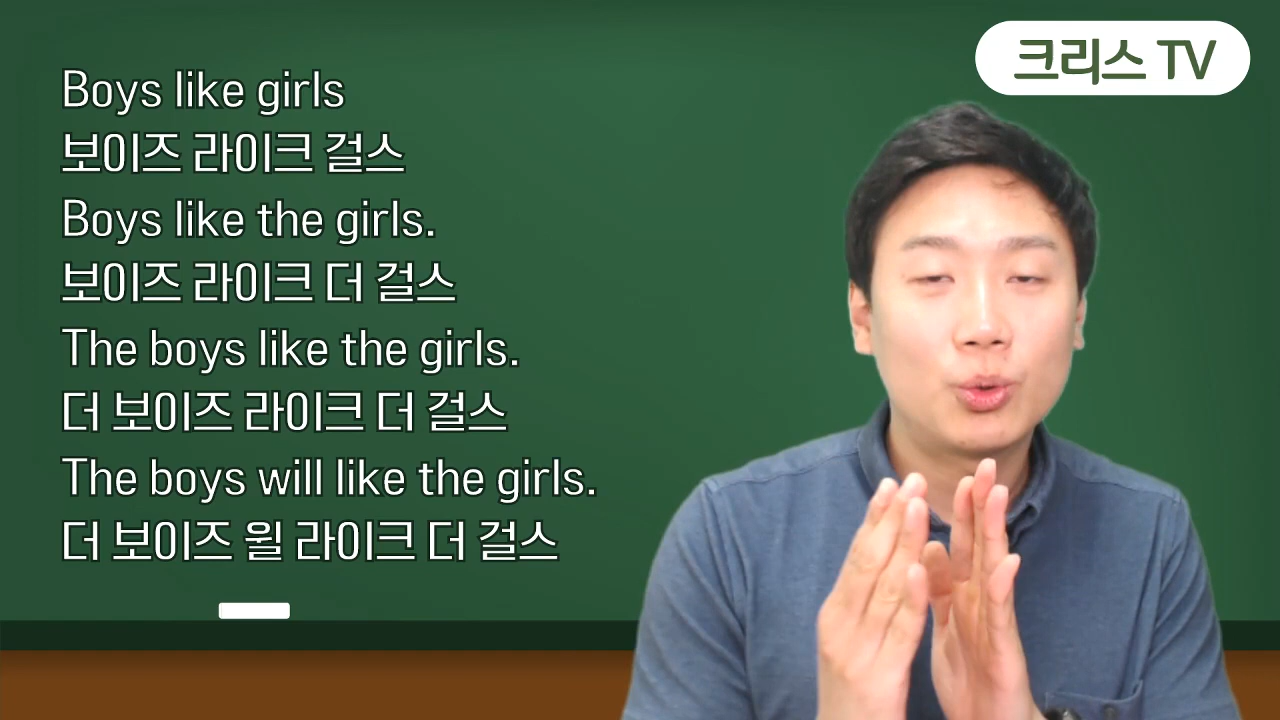 크리스 TV
Boys like girls
보이즈 라이크 걸스
Boys like the girls.
보이즈 라이크 더 걸스
The boys like the girls.
더 보이즈 라이크 더 걸스
The boys will like the girls.
더 보이즈 윌 라이크 더 걸스